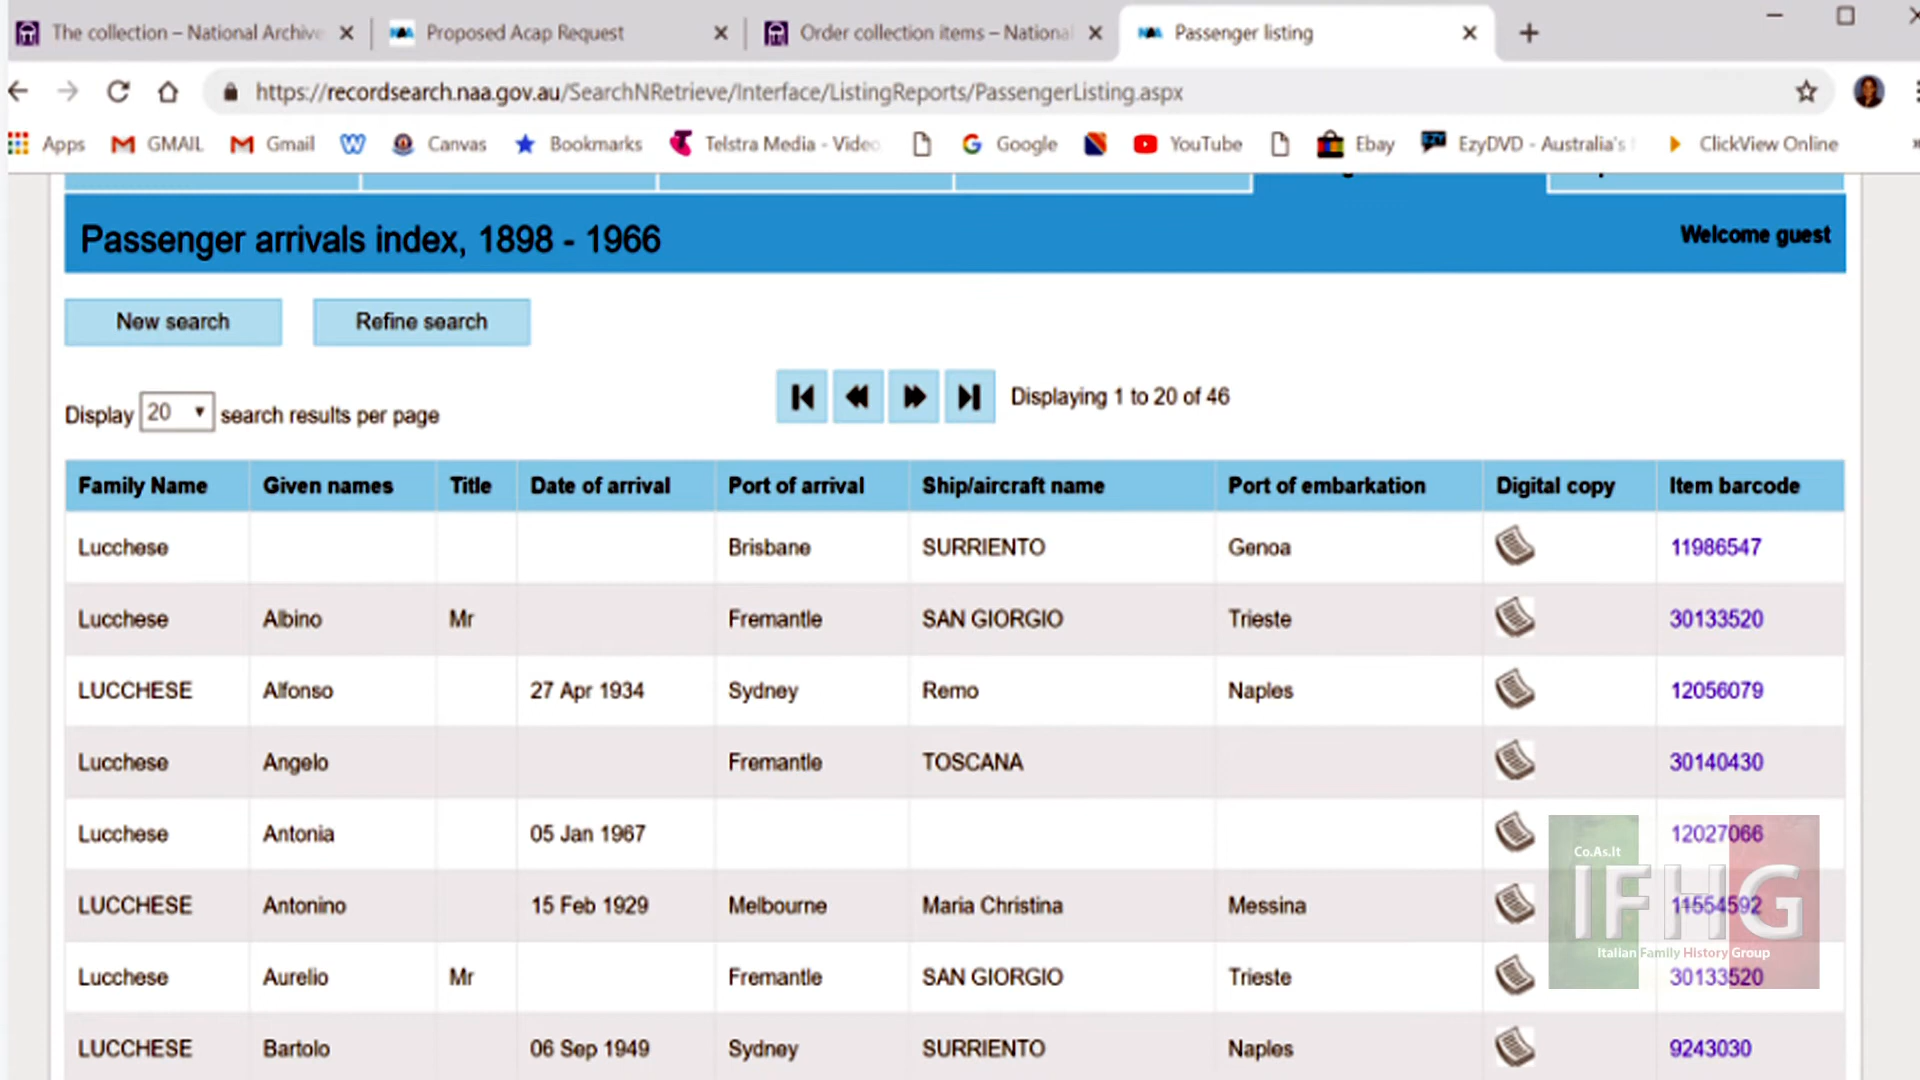 The collection – National Archive
Proposed Acap Request
Order collection items – National
Passenger listing
https://recordsearch.naa.gov.au/SearchNRetrieve/Interface/ListingReports/PassengerListing.aspx
Apps GMAIL Gmail Canvas Bookmarks Telstra Media - Video Google YouTube Ebay EzyDVD - Australia's ClickView Online
Passenger arrivals index, 1898 - 1966
Welcome guest
New search Refine search
Display 20 search results per page
Displaying 1 to 20 of 46
Family Name Given names Title Date of arrival Port of arrival Ship/aircraft name Port of embarkation Digital copy Item barcode
Lucchese Brisbane SURRIENTO Genoa 11986547
Lucchese Albino Mr Fremantle SAN GIORGIO Trieste 30133520
LUCCHESE Alfonso 27 Apr 1934 Sydney Remo Naples 12056079
Lucchese Angelo Fremantle TOSCANA 30140430
Lucchese Antonia 05 Jan 1967 12027066
LUCCHESE Antonino 15 Feb 1929 Melbourne Maria Christina Messina 11554592
Lucchese Aurelio Mr Fremantle SAN GIORGIO Trieste 30133520
LUCCHESE Bartolo 06 Sep 1949 Sydney SURRIENTO Naples 9243030
Co.As.It
IFHG
Italian Family History Group